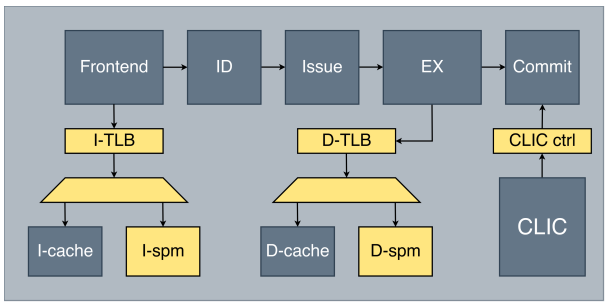 Frontend
ID
Issue
EX
Commit
I-TLB
D-TLB
CLIC ctrl
I-cache
I-spm
D-cache
D-spm
CLIC